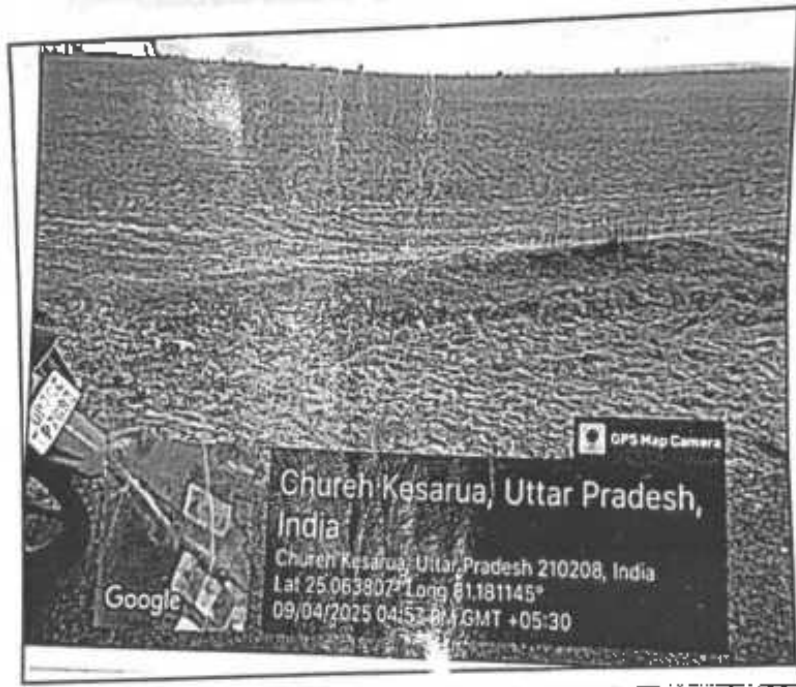 GPS Map Camera
Chureh Kesarua, Uttar Pradesh,
India
Chureh Kesarua, Uttar Pradesh 210208, India
Lat 25.063807° Long 81.181145°
09/04/2025 04:53 PM GMT +05:30
Google